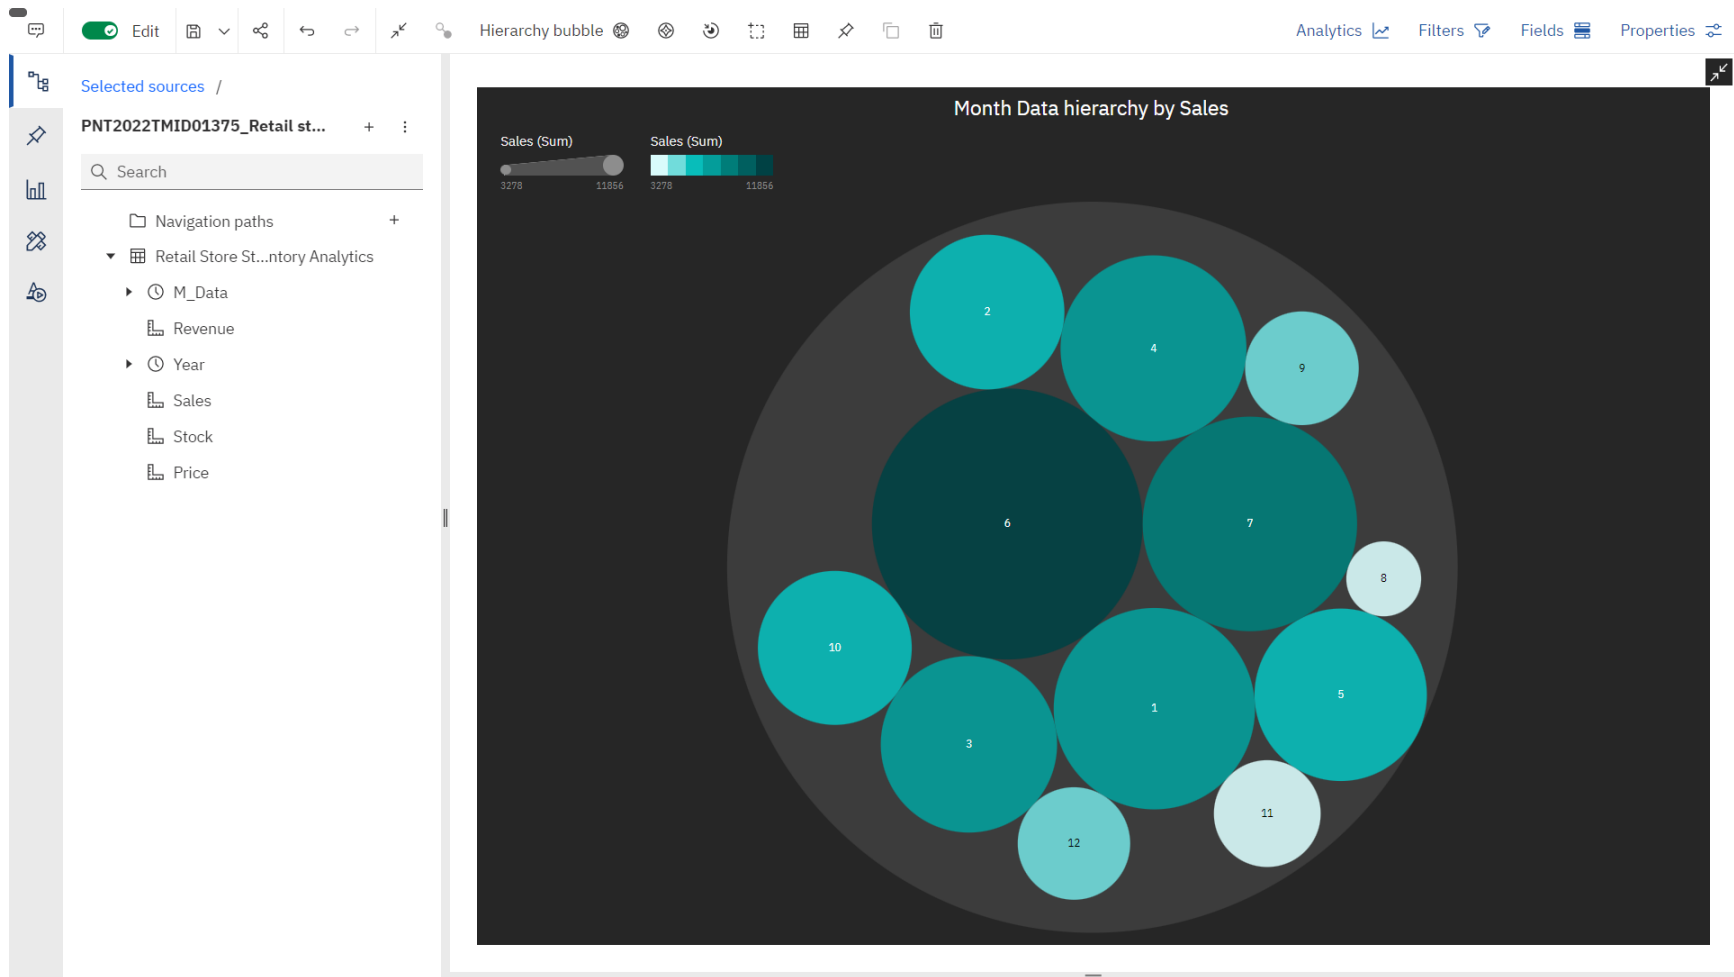 Edit
Hierarchy bubble
Analytics
Filters
Fields
Properties
Selected sources /
PNT2022TMID01375_Retail st...
Search
Navigation paths
Retail Store St...ntory Analytics
M_Data
Revenue
Year
Sales
Stock
Price
Month Data hierarchy by Sales
Sales (Sum)
3278 11856
Sales (Sum)
3278 11856
2
4
9
6
7
8
10
5
1
3
11
12